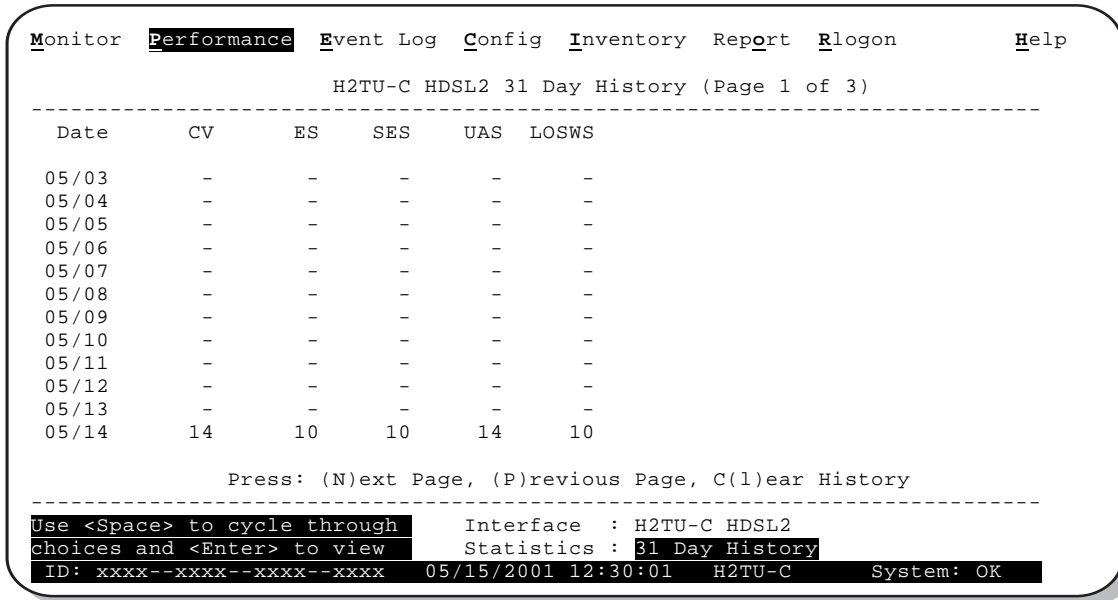 Monitor  Performance  Event Log  Config  Inventory  Report  Rlogon  Help
H2TU-C HDSL2 31 Day History (Page 1 of 3)
------------------------------------------------------------------------------
Date  CV  ES  SES  UAS  LOSWS
05/03  -  -  -  -  -
05/04  -  -  -  -  -
05/05  -  -  -  -  -
05/06  -  -  -  -  -
05/07  -  -  -  -  -
05/08  -  -  -  -  -
05/09  -  -  -  -  -
05/10  -  -  -  -  -
05/11  -  -  -  -  -
05/12  -  -  -  -  -
05/13  -  -  -  -  -
05/14  14  10  10  14  10
Press: (N)ext Page, (P)revious Page, C(l)ear History
------------------------------------------------------------------------------
Use <Space> to cycle through  Interface  : H2TU-C HDSL2
choices and <Enter> to view  Statistics : 31 Day History
ID: xxxx--xxxx--xxxx--xxxx  05/15/2001 12:30:01  H2TU-C  System: OK